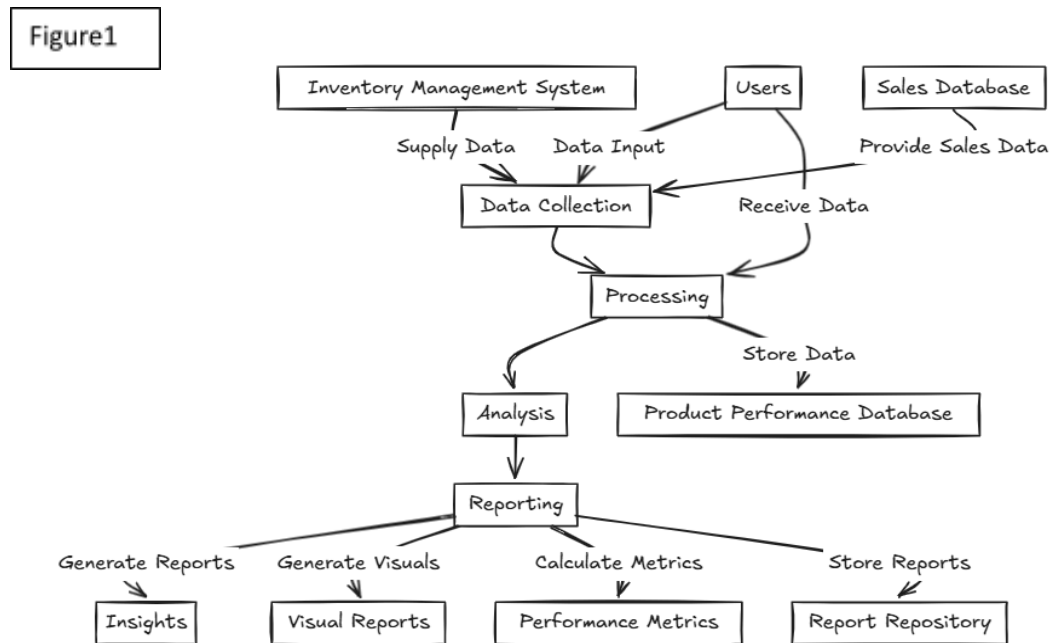 Figure1
Inventory Management System
Users
Sales Database
Supply Data
Data Input
Provide Sales Data
Data Collection
Receive Data
Processing
Store Data
Analysis
Product Performance Database
Reporting
Generate Reports
Generate Visuals
Calculate Metrics
Store Reports
Insights
Visual Reports
Performance Metrics
Report Repository